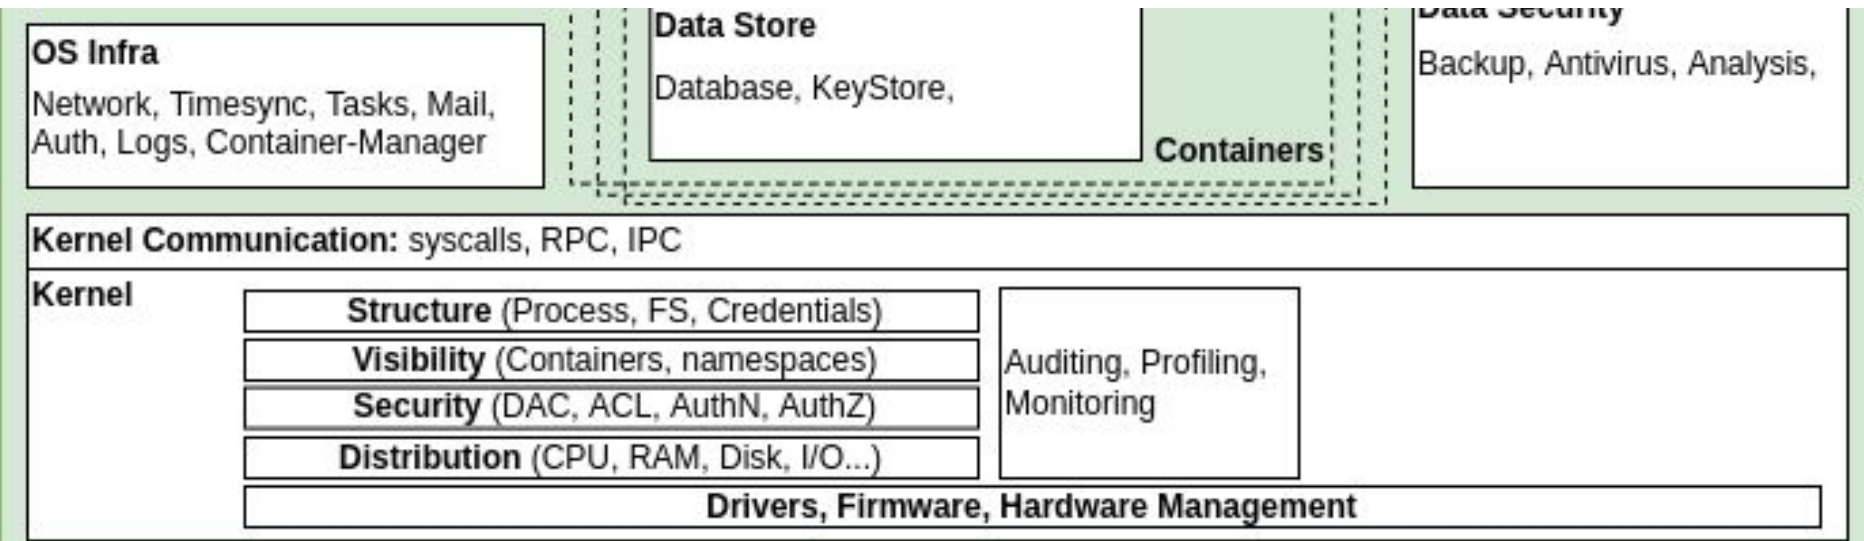 OS Infra
Network, Timesync, Tasks, Mail,
Auth, Logs, Container-Manager
Data Store
Database, KeyStore,
Containers
Data Security
Backup, Antivirus, Analysis,
Kernel Communication: syscalls, RPC, IPC
Kernel
Structure (Process, FS, Credentials)
Visibility (Containers, namespaces)
Security (DAC, ACL, AuthN, AuthZ)
Distribution (CPU, RAM, Disk, I/O...)
Auditing, Profiling,
Monitoring
Drivers, Firmware, Hardware Management